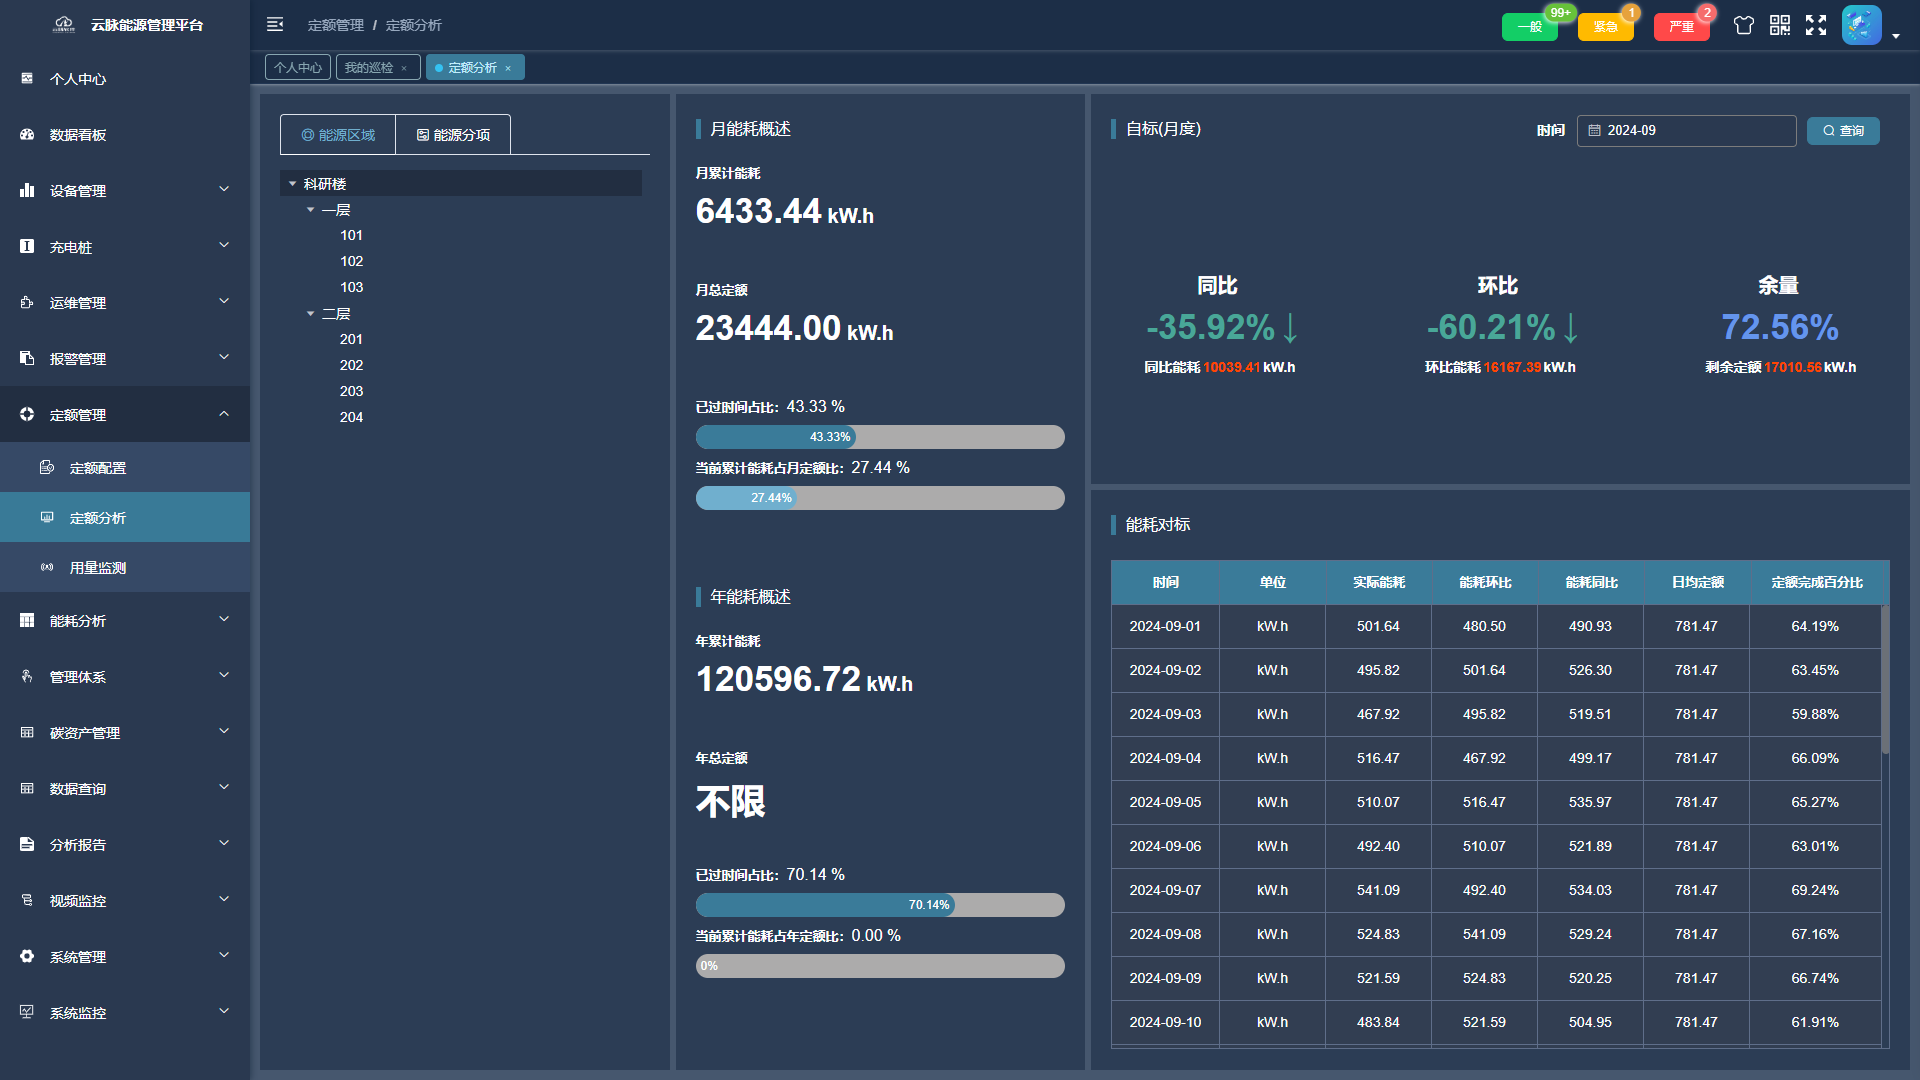 云脉能源管理平台
定额管理 / 定额分析
一般 99+
紧急 1
严重 2
个人中心
我的巡检 ×
定额分析 ×
个人中心
数据看板
设备管理
充电桩
运维管理
报警管理
定额管理
定额配置
定额分析
用量监测
能耗分析
管理体系
碳资产管理
数据查询
分析报告
视频监控
系统管理
系统监控
能源区域
能源分项
科研楼
一层
101
102
103
二层
201
202
203
204
月能耗概述
月累计能耗
6433.44 kW.h
月总定额
23444.00 kW.h
已过时间占比：43.33 %
43.33%
当前累计能耗占月定额比：27.44 %
27.44%
年能耗概述
年累计能耗
120596.72 kW.h
年总定额
不限
已过时间占比：70.14 %
70.14%
当前累计能耗占年定额比：0.00 %
0%
自标(月度)
时间 2024-09 查询
同比
-35.92%↓
同比能耗 10039.41 kW.h
环比
-60.21%↓
环比能耗 16167.39 kW.h
余量
72.56%
剩余定额 17010.56 kW.h
能耗对标
时间 单位 实际能耗 能耗环比 能耗同比 日均定额 定额完成百分比
2024-09-01 kW.h 501.64 480.50 490.93 781.47 64.19%
2024-09-02 kW.h 495.82 501.64 526.30 781.47 63.45%
2024-09-03 kW.h 467.92 495.82 519.51 781.47 59.88%
2024-09-04 kW.h 516.47 467.92 499.17 781.47 66.09%
2024-09-05 kW.h 510.07 516.47 535.97 781.47 65.27%
2024-09-06 kW.h 492.40 510.07 521.89 781.47 63.01%
2024-09-07 kW.h 541.09 492.40 534.03 781.47 69.24%
2024-09-08 kW.h 524.83 541.09 529.24 781.47 67.16%
2024-09-09 kW.h 521.59 524.83 520.25 781.47 66.74%
2024-09-10 kW.h 483.84 521.59 504.95 781.47 61.91%